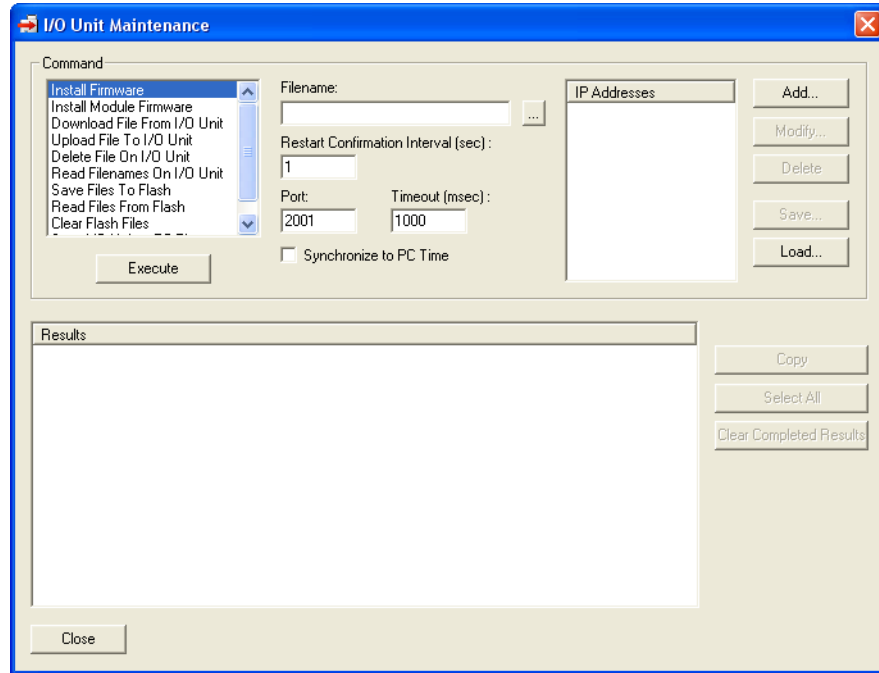 I/O Unit Maintenance
Command
Install Firmware
Install Module Firmware
Download File From I/O Unit
Upload File To I/O Unit
Delete File On I/O Unit
Read Filenames On I/O Unit
Save Files To Flash
Read Files From Flash
Clear Flash Files
Execute
Filename:
...
Restart Confirmation Interval (sec) :
1
Port:
Timeout (msec) :
2001
1000
Synchronize to PC Time
IP Addresses
Add...
Modify...
Delete
Save...
Load...
Results
Copy
Select All
Clear Completed Results
Close